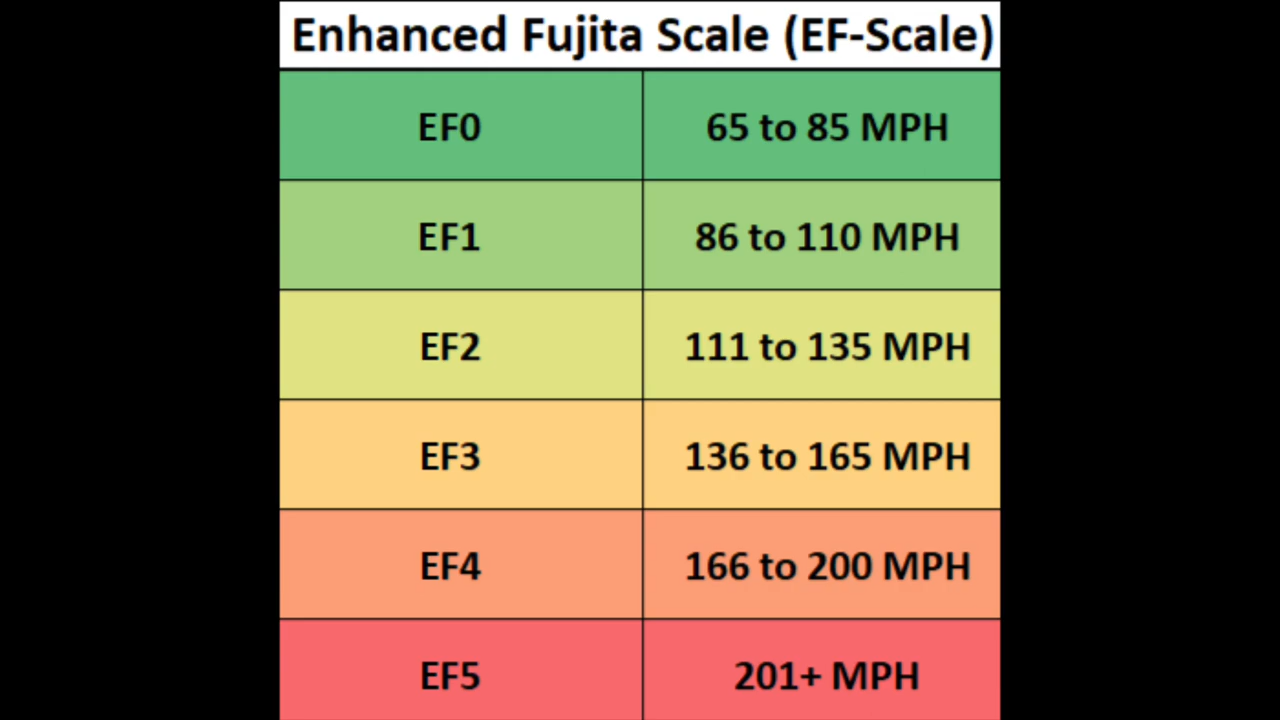 Enhanced Fujita Scale (EF-Scale)
EF0 65 to 85 MPH
EF1 86 to 110 MPH
EF2 111 to 135 MPH
EF3 136 to 165 MPH
EF4 166 to 200 MPH
EF5 201+ MPH